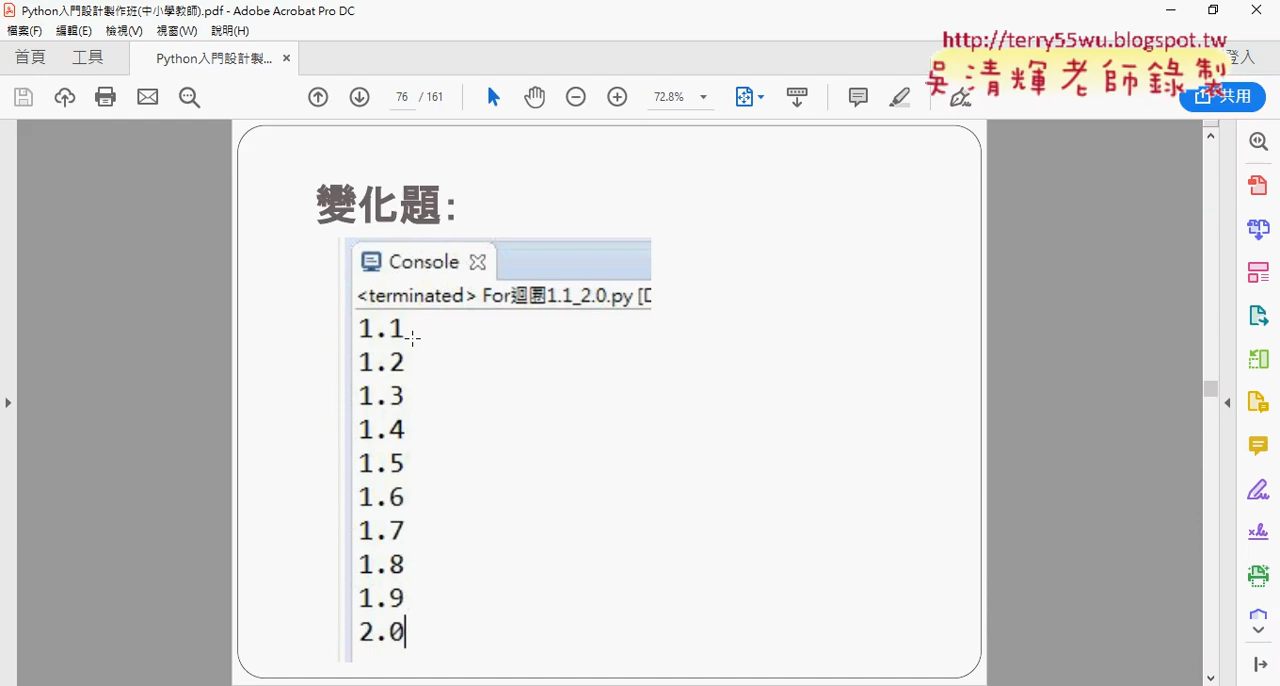 Python入門設計製作班(中小學教師).pdf - Adobe Acrobat Pro DC
檔案(F) 編輯(E) 檢視(V) 視窗(W) 說明(H)
http://terry55wu.blogspot.tw
吳清輝老師錄製
首頁 工具 Python入門設計製... × 登入
76 / 161 72.8% 共用
變化題:
Console
<terminated> For迴圈1.1_2.0.py [D
1.1
1.2
1.3
1.4
1.5
1.6
1.7
1.8
1.9
2.0